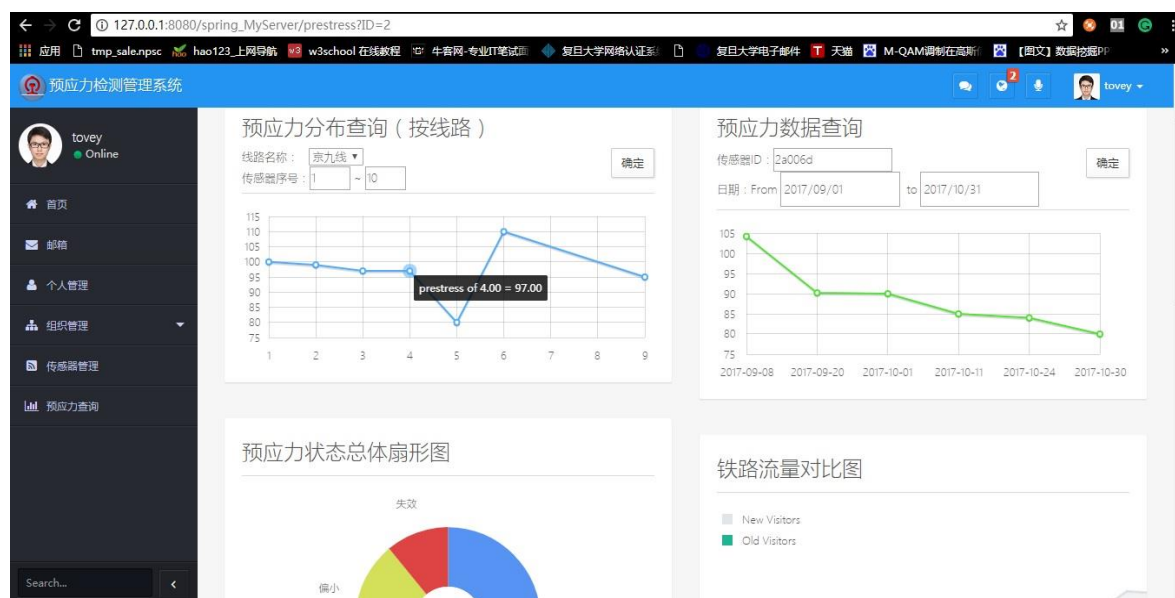 127.0.0.1:8080/spring_MyServer/prestress?ID=2
应用 tmp_sale.npsc hao123_上网导航 w3school 在线教程 牛客网-专业IT笔试面 复旦大学网络认证系 复旦大学电子邮件 天猫 M-QAM调制在高斯 【图文】数据挖掘PP »
预应力检测管理系统 2 tovey
tovey
Online
首页
邮箱
个人管理
组织管理
传感器管理
预应力查询
Search...
预应力分布查询（按线路）
线路名称： 京九线
传感器序号： 1 ~ 10
确定
115
110
105
100
95
90
85
80
75
prestress of 4.00 = 97.00
1 2 3 4 5 6 7 8 9
预应力数据查询
传感器ID： 2a006d
日期：From 2017/09/01 to 2017/10/31
确定
105
100
95
90
85
80
75
2017-09-08 2017-09-20 2017-10-01 2017-10-11 2017-10-24 2017-10-30
预应力状态总体扇形图
失效
偏小
铁路流量对比图
New Visitors
Old Visitors